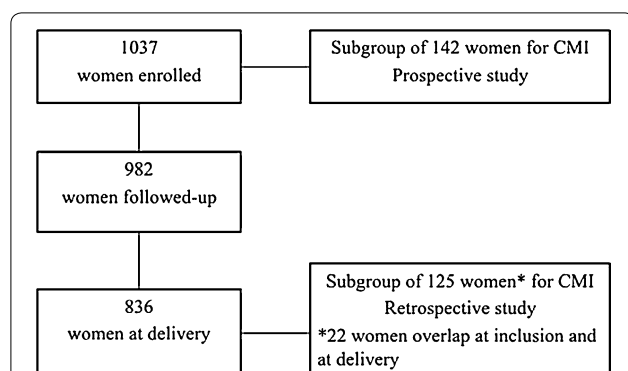 1037
women enrolled
Subgroup of 142 women for CMI
Prospective study
982
women followed-up
836
women at delivery
Subgroup of 125 women* for CMI
Retrospective study
*22 women overlap at inclusion and
at delivery